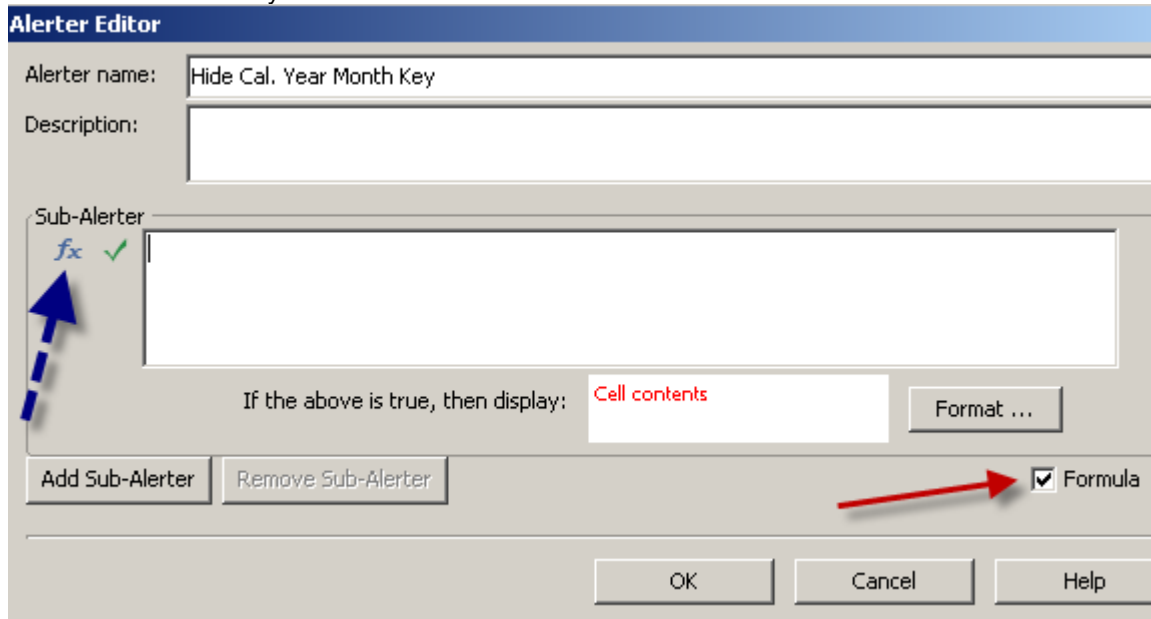 Alerter Editor
Alerter name: Hide Cal. Year Month Key
Description:
Sub-Alerter
fx
If the above is true, then display: Cell contents Format ...
Add Sub-Alerter Remove Sub-Alerter Formula
OK Cancel Help